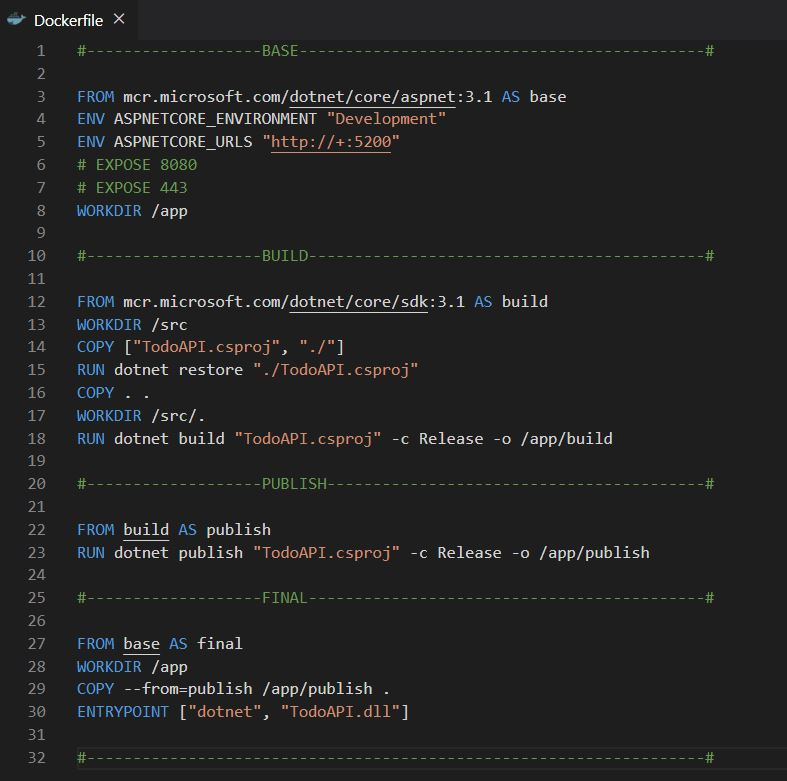 Dockerfile ×
1 #-------------------BASE--------------------------------------------#
2
3 FROM mcr.microsoft.com/dotnet/core/aspnet:3.1 AS base
4 ENV ASPNETCORE_ENVIRONMENT "Development"
5 ENV ASPNETCORE_URLS "http://+:5200"
6 # EXPOSE 8080
7 # EXPOSE 443
8 WORKDIR /app
9
10 #-------------------BUILD-------------------------------------------#
11
12 FROM mcr.microsoft.com/dotnet/core/sdk:3.1 AS build
13 WORKDIR /src
14 COPY ["TodoAPI.csproj", "./"]
15 RUN dotnet restore "./TodoAPI.csproj"
16 COPY . .
17 WORKDIR /src/.
18 RUN dotnet build "TodoAPI.csproj" -c Release -o /app/build
19
20 #-------------------PUBLISH-----------------------------------------#
21
22 FROM build AS publish
23 RUN dotnet publish "TodoAPI.csproj" -c Release -o /app/publish
24
25 #-------------------FINAL-------------------------------------------#
26
27 FROM base AS final
28 WORKDIR /app
29 COPY --from=publish /app/publish .
30 ENTRYPOINT ["dotnet", "TodoAPI.dll"]
31
32 #-------------------------------------------------------------------#